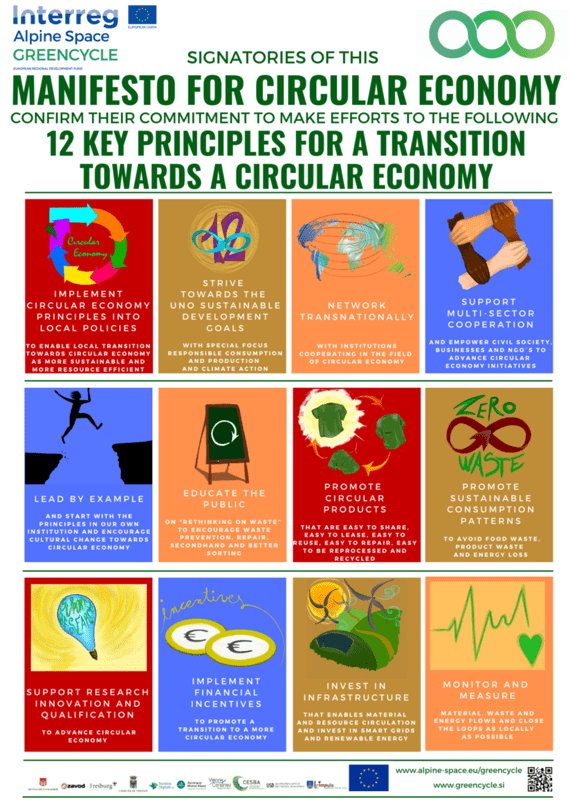 Interreg
EUROPEAN UNION
Alpine Space
GREENCYCLE
EUROPEAN REGIONAL DEVELOPMENT FUND
SIGNATORIES OF THIS
MANIFESTO FOR CIRCULAR ECONOMY
CONFIRM THEIR COMMITMENT TO MAKE EFFORTS TO THE FOLLOWING
12 KEY PRINCIPLES FOR A TRANSITION
TOWARDS A CIRCULAR ECONOMY
Circular
Economy
IMPLEMENT
CIRCULAR ECONOMY
PRINCIPLES INTO
LOCAL POLICIES
TO ENABLE LOCAL TRANSITION
TOWARDS CIRCULAR ECONOMY
AS MORE SUSTAINABLE AND
MORE RESOURCE EFFICIENT
12
STRIVE
TOWARDS THE
UNO SUSTAINABLE
DEVELOPMENT
GOALS
WITH SPECIAL FOCUS
RESPONSIBLE CONSUMPTION
AND PRODUCTION
AND CLIMATE ACTION
NETWORK
TRANSNATIONALLY
WITH INSTITUTIONS
COOPERATING IN THE FIELD
OF CIRCULAR ECONOMY
SUPPORT
MULTI-SECTOR
COOPERATION
AND EMPOWER CIVIL SOCIETY,
BUSINESSES AND NGO´S TO
ADVANCE CIRCULAR
ECONOMY INITIATIVES
LEAD BY EXAMPLE
AND START WITH THE
PRINCIPLES IN OUR OWN
INSTITUTION AND ENCOURAGE
CULTURAL CHANGE TOWARDS
CIRCULAR ECONOMY
EDUCATE THE
PUBLIC
ON "RETHINKING ON WASTE"
TO ENCOURAGE WASTE
PREVENTION, REPAIR,
SECONDHAND AND BETTER
SORTING
PROMOTE
CIRCULAR
PRODUCTS
THAT ARE EASY TO SHARE,
EASY TO LEASE, EASY TO
REUSE, EASY TO REPAIR, EASY
TO BE REPROCESSED AND
RECYCLED
ZERO
WASTE
PROMOTE
SUSTAINABLE
CONSUMPTION
PATTERNS
TO AVOID FOOD WASTE,
PRODUCT WASTE
AND ENERGY LOSS
SUPPORT RESEARCH
INNOVATION AND
QUALIFICATION
TO ADVANCE CIRCULAR
ECONOMY
incentives
€ €
IMPLEMENT
FINANCIAL
INCENTIVES
TO PROMOTE A
TRANSITION TO A MORE
CIRCULAR ECONOMY
INVEST IN
INFRASTRUCTURE
THAT ENABLES MATERIAL
AND RESOURCE CIRCULATION
AND INVEST IN SMART GRIDS
AND RENEWABLE ENERGY
MONITOR AND
MEASURE
MATERIAL, WASTE AND
ENERGY FLOWS AND CLOSE
THE LOOPS AS LOCALLY
AS POSSIBLE
zavod
Freiburg
CESBA
www.alpine-space.eu/greencycle
www.greencycle.si